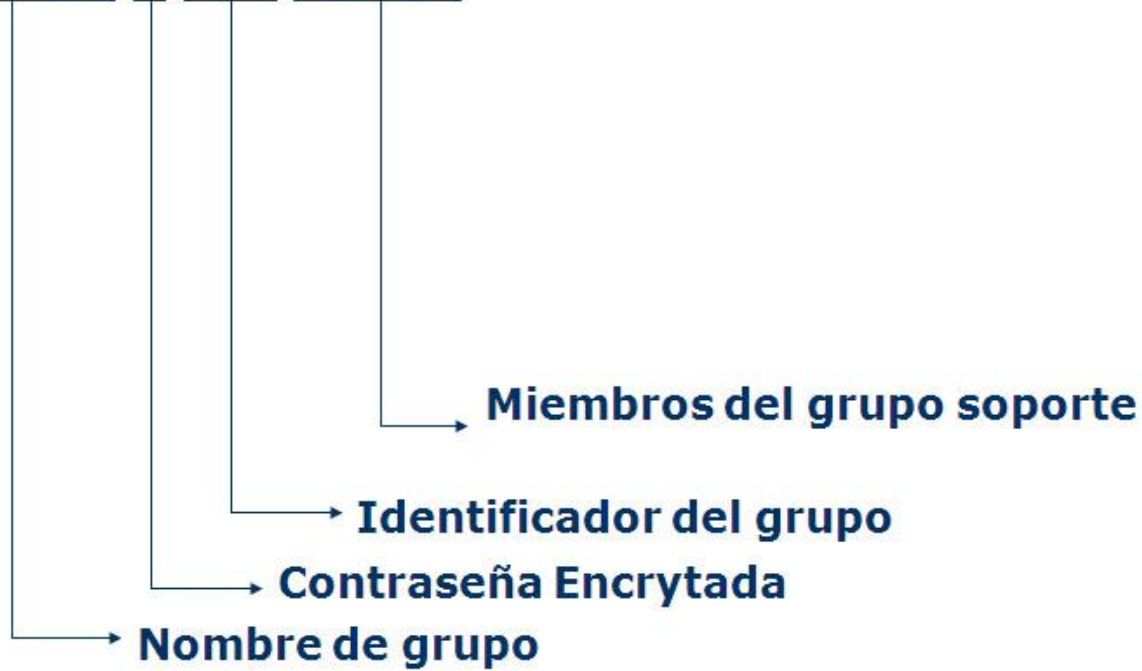 Miembros del grupo soporte
Identificador del grupo
Contraseña Encrytada
Nombre de grupo